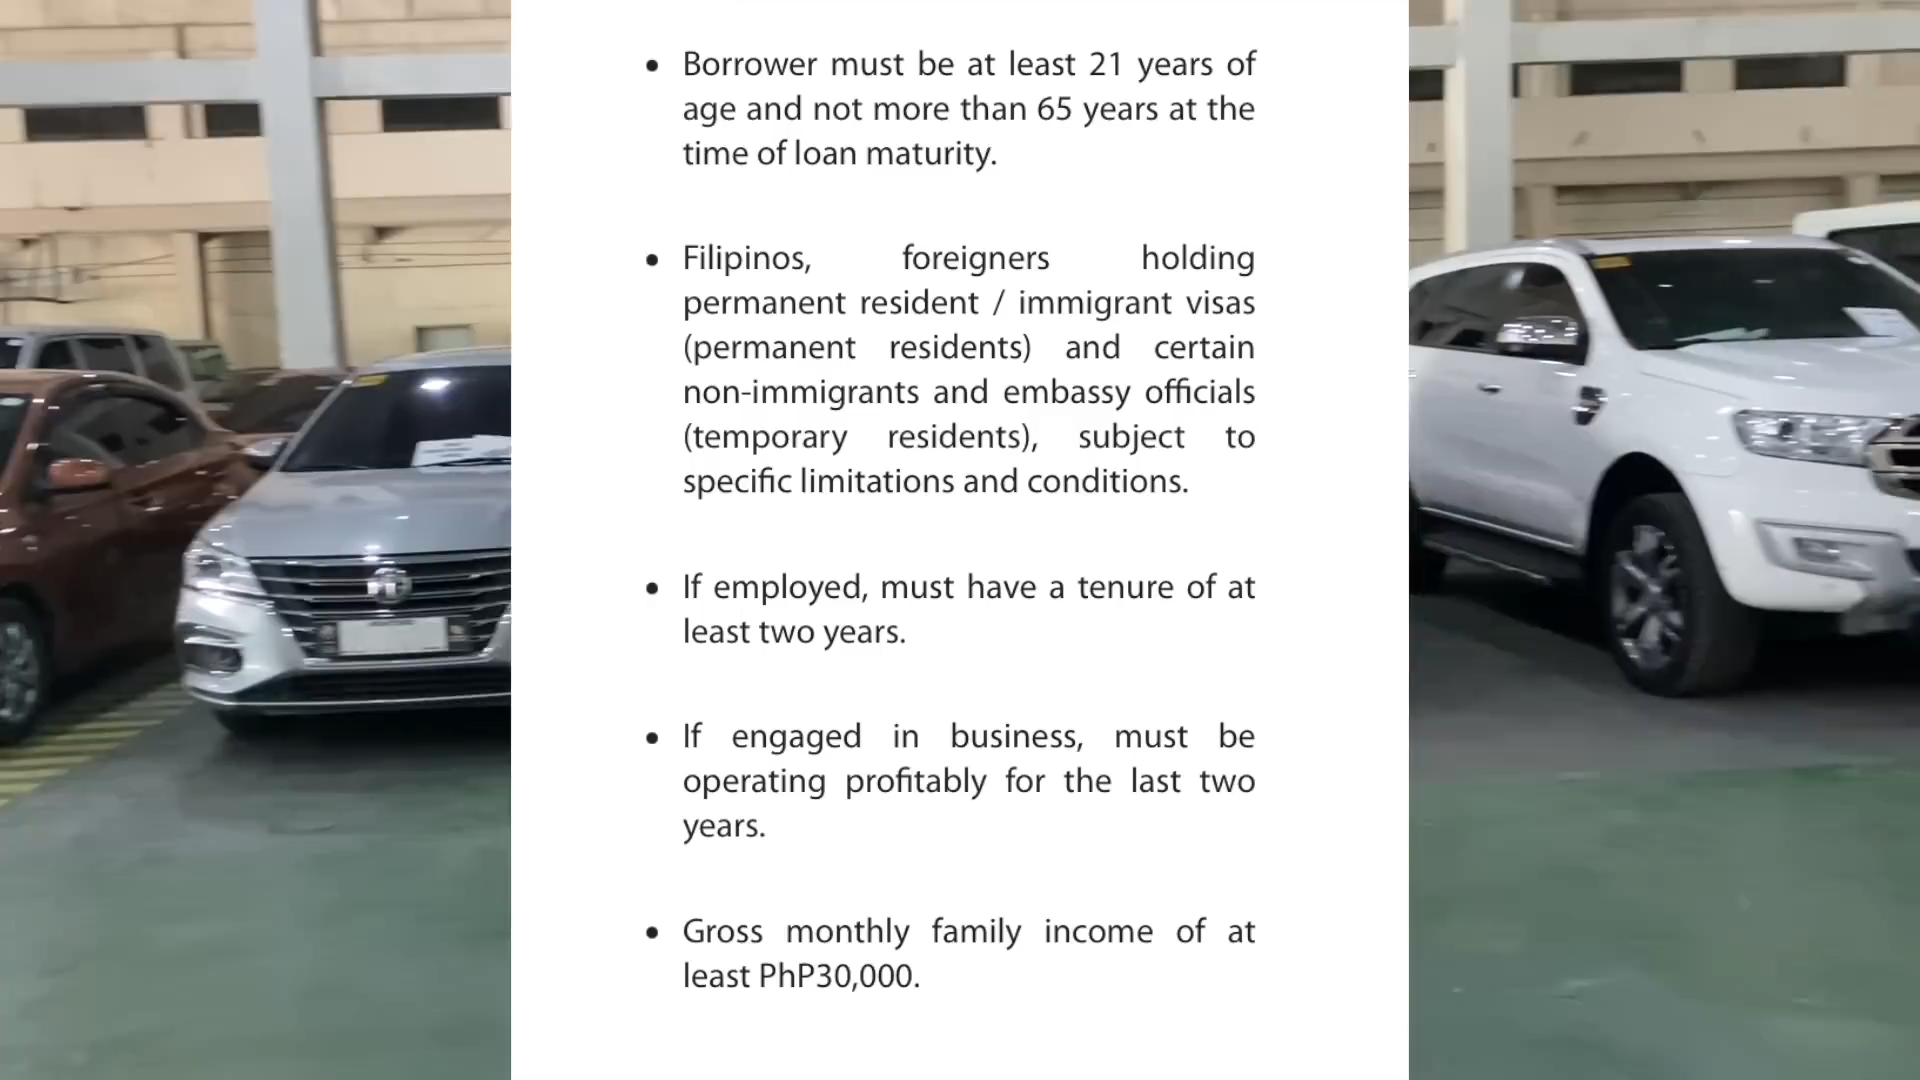 Borrower must be at least 21 years of
age and not more than 65 years at the
time of loan maturity.
Filipinos, foreigners holding
permanent resident / immigrant visas
(permanent residents) and certain
non-immigrants and embassy officials
(temporary residents), subject to
specific limitations and conditions.
If employed, must have a tenure of at
least two years.
If engaged in business, must be
operating profitably for the last two
years.
Gross monthly family income of at
least PhP30,000.